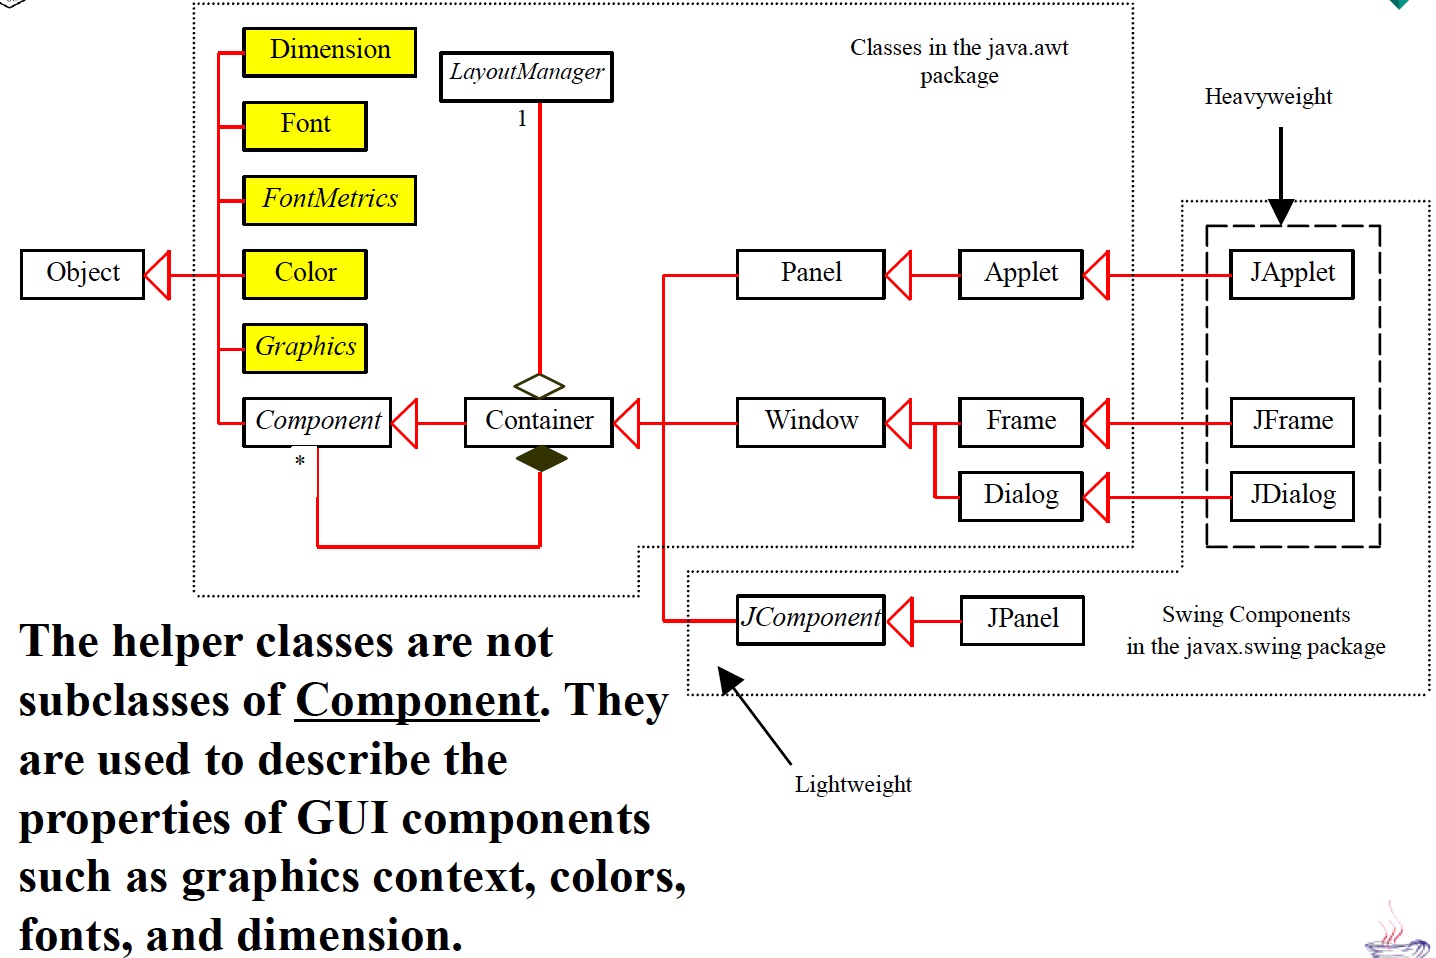 Classes in the java.awt
package
Dimension
LayoutManager
1
Heavyweight
Font
FontMetrics
Object
Color
Panel
Applet
JApplet
Graphics
Component
Container
Window
Frame
JFrame
*
Dialog
JDialog
JComponent
JPanel
Swing Components
in the javax.swing package
Lightweight
The helper classes are not
subclasses of Component. They
are used to describe the
properties of GUI components
such as graphics context, colors,
fonts, and dimension.